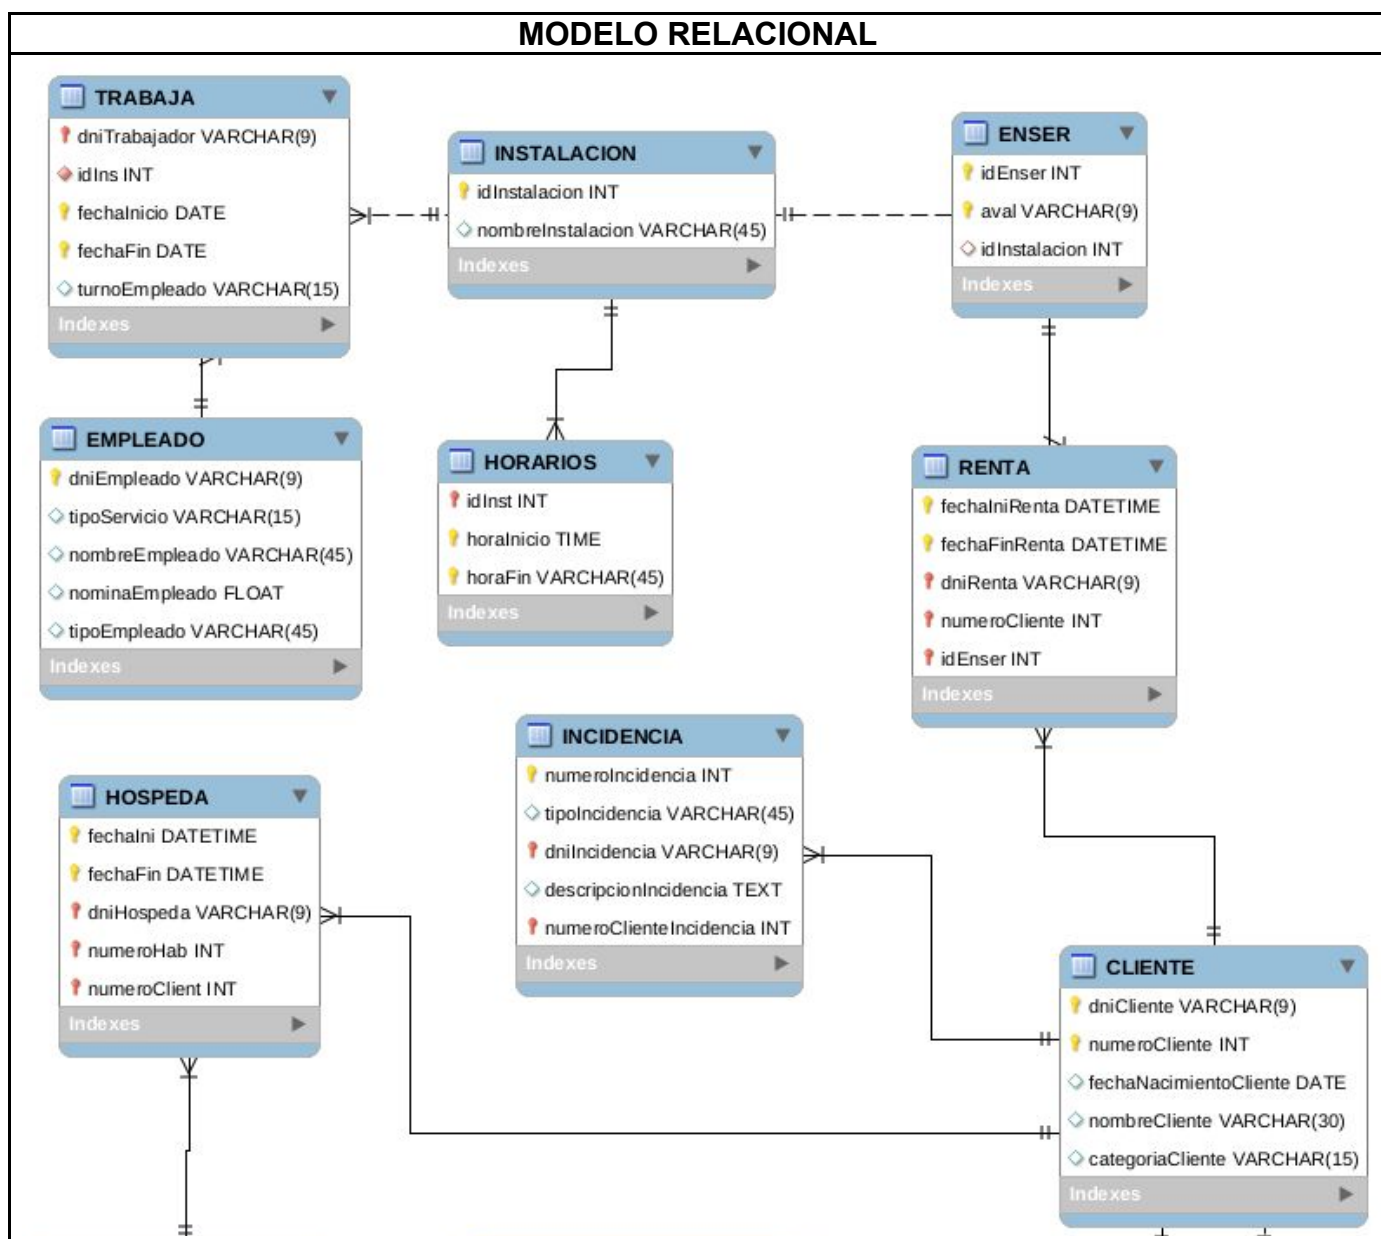 MODELO RELACIONAL
TRABAJA
dniTrabajador VARCHAR(9)
idIns INT
fechaInicio DATE
fechaFin DATE
turnoEmpleado VARCHAR(15)
Indexes
INSTALACION
idInstalacion INT
nombreInstalacion VARCHAR(45)
Indexes
ENSER
idEnser INT
aval VARCHAR(9)
idInstalacion INT
Indexes
EMPLEADO
dniEmpleado VARCHAR(9)
tipoServicio VARCHAR(15)
nombreEmpleado VARCHAR(45)
nominaEmpleado FLOAT
tipoEmpleado VARCHAR(45)
Indexes
HORARIOS
idInst INT
horaInicio TIME
horaFin VARCHAR(45)
Indexes
RENTA
fechaIniRenta DATETIME
fechaFinRenta DATETIME
dniRenta VARCHAR(9)
numeroCliente INT
idEnser INT
Indexes
HOSPEDA
fechaIni DATETIME
fechaFin DATETIME
dniHospeda VARCHAR(9)
numeroHab INT
numeroClient INT
Indexes
INCIDENCIA
numeroIncidencia INT
tipoIncidencia VARCHAR(45)
dniIncidencia VARCHAR(9)
descripcionIncidencia TEXT
numeroClienteIncidencia INT
Indexes
CLIENTE
dniCliente VARCHAR(9)
numeroCliente INT
fechaNacimientoCliente DATE
nombreCliente VARCHAR(30)
categoriaCliente VARCHAR(15)
Indexes